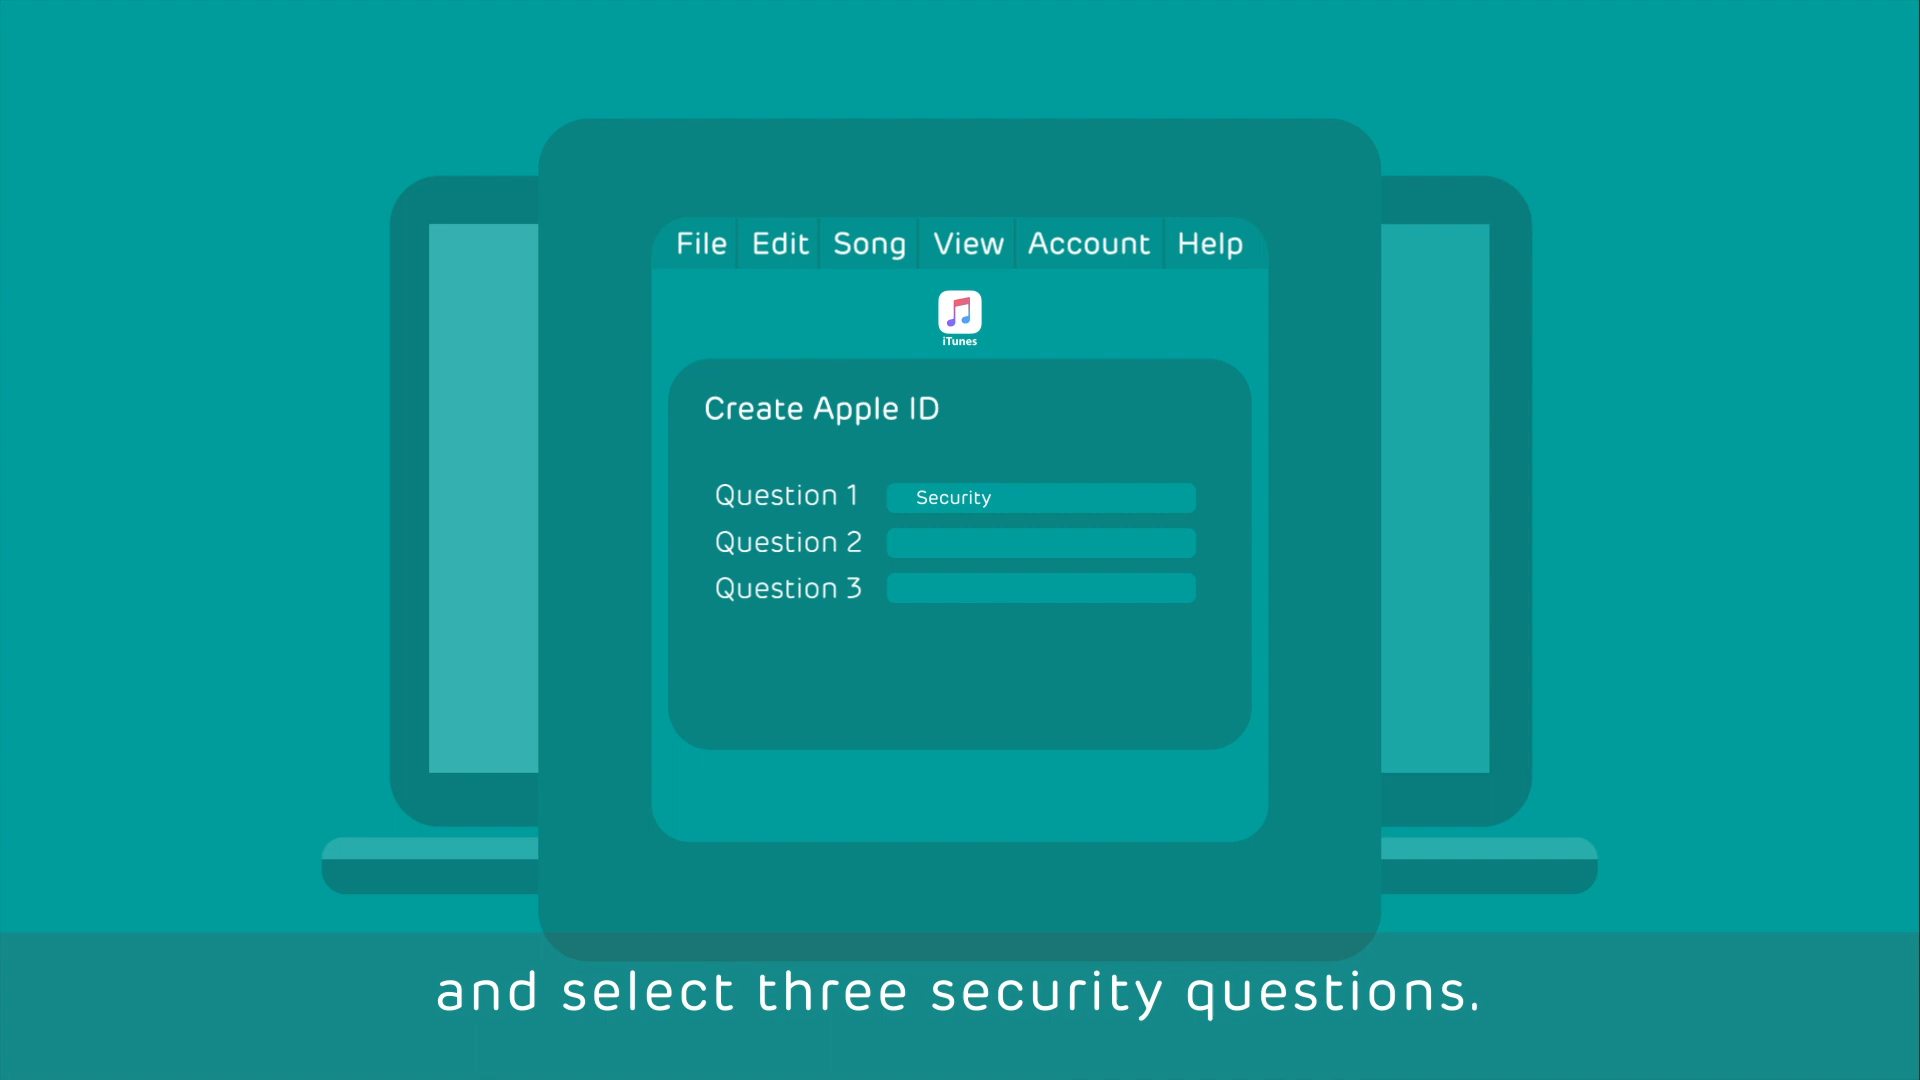 File Edit Song View Account Help
iTunes
Create Apple ID
Question 1 Security
Question 2
Question 3
and select three security questions.